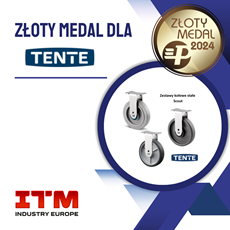 ZŁOTY MEDAL DLA
TENTE
ZŁOTY
MEDAL
2024
Zestawy kołowe stałe
Scout
TENTE
ITM
INDUSTRY EUROPE